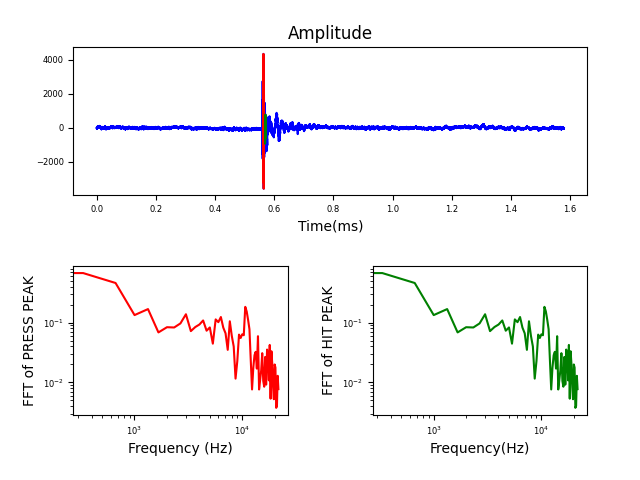 Amplitude
4000
2000
0
−2000
0.0 0.2 0.4 0.6 0.8 1.0 1.2 1.4 1.6
Time(ms)
FFT of PRESS PEAK
10⁻¹
10⁻²
10³ 10⁴
Frequency (Hz)
FFT of HIT PEAK
10⁻¹
10⁻²
10³ 10⁴
Frequency(Hz)